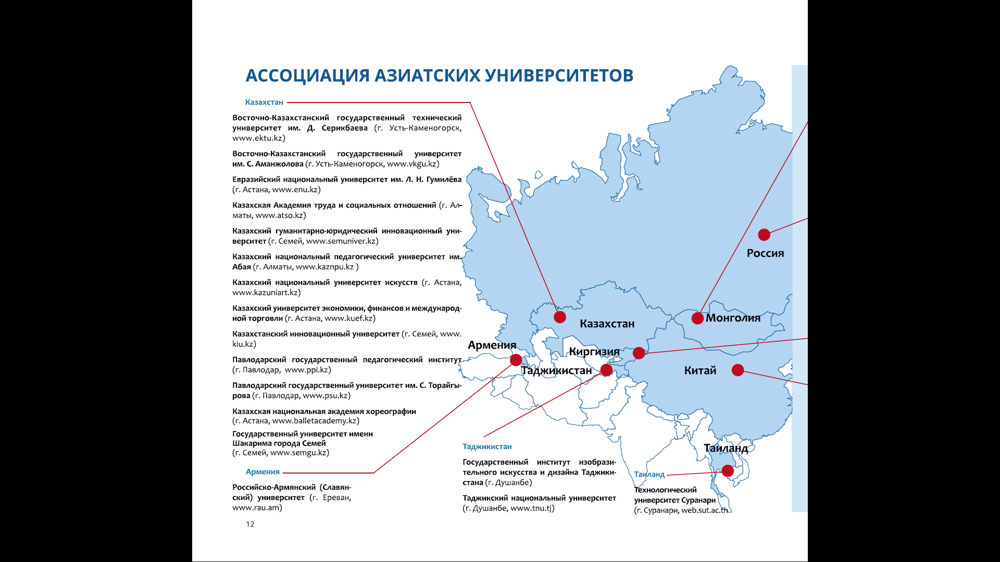 АССОЦИАЦИЯ АЗИАТСКИХ УНИВЕРСИТЕТОВ
Казахстан
Восточно-Казахстанский государственный технический
университет им. Д. Серикбаева (г. Усть-Каменогорск,
www.ektu.kz)
Восточно-Казахстанский государственный университет
им. С. Аманжолова (г. Усть-Каменогорск, www.vkgu.kz)
Евразийский национальный университет им. Л. Н. Гумилёва
(г. Астана, www.enu.kz)
Казахская Академия труда и социальных отношений (г. Ал-
маты, www.atso.kz)
Казахский гуманитарно-юридический инновационный уни-
верситет (г. Семей, www.semuniver.kz)
Казахский национальный педагогический университет им.
Абая (г. Алматы, www.kaznpu.kz )
Казахский национальный университет искусств (г. Астана,
www.kazuniart.kz)
Казахский университет экономики, финансов и международ-
ной торговли (г. Астана, www.kuef.kz)
Казахстанский инновационный университет (г. Семей, www.
kiu.kz)
Павлодарский государственный педагогический институт
(г. Павлодар, www.ppi.kz)
Павлодарский государственный университет им. С. Торайгы-
рова (г. Павлодар, www.psu.kz)
Казахская национальная академия хореографии
(г. Астана, www.balletacademy.kz)
Государственный университет имени
Шакарима города Семей
(г. Семей, www.semgu.kz)
Армения
Российско-Армянский (Славян-
ский) университет (г. Ереван,
www.rau.am)
12
Таджикистан
Государственный институт изобрази-
тельного искусства и дизайна Таджики-
стана (г. Душанбе)
Таджикский национальный университет
(г. Душанбе, www.tnu.tj)
Таиланд
Технологический
университет Суранари
(г. Суранари, web.sut.ac.th
Россия
Казахстан
Монголия
Армения
Киргизия
Таджикистан
Китай
Таиланд